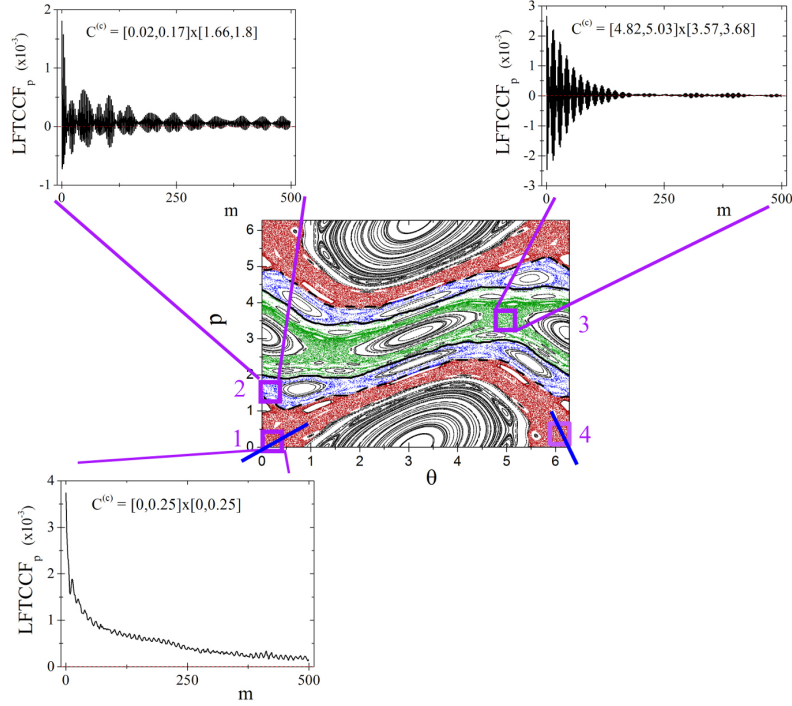 C^(c) = [0.02,0.17]x[1.66,1.8]
LFTCCF_p (x10^-3)
2
1
0
-1
0 250 500
m
C^(c) = [4.82,5.03]x[3.57,3.68]
LFTCCF_p (x10^-3)
3
2
1
0
-1
-2
-3
0 250 500
m
p
6
5
4
3
2
1
0
0 1 2 3 4 5 6
θ
3
2
1
4
C^(c) = [0,0.25]x[0,0.25]
LFTCCF_p (x10^-3)
4
3
2
1
0
0 250 500
m